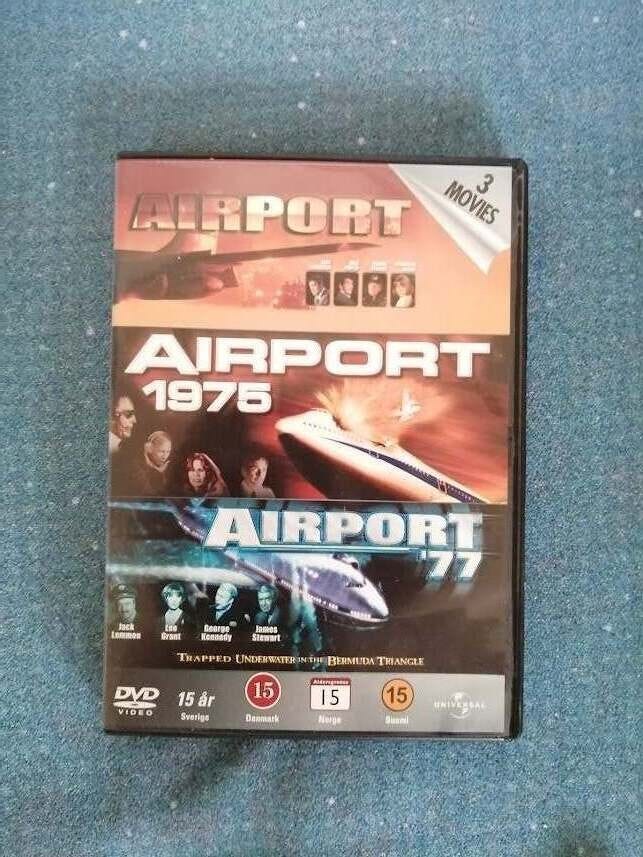 3
MOVIES
AIRPORT
AIRPORT
1975
AIRPORT
'77
Jack
Lemmon
Lee
Grant
George
Kennedy
James
Stewart
TRAPPED UNDERWATER IN THE BERMUDA TRIANGLE
DVD
VIDEO
15 år
Sverige
15
Danmark
Aldersgrense
15
Norge
15
Suomi
UNIVERSAL